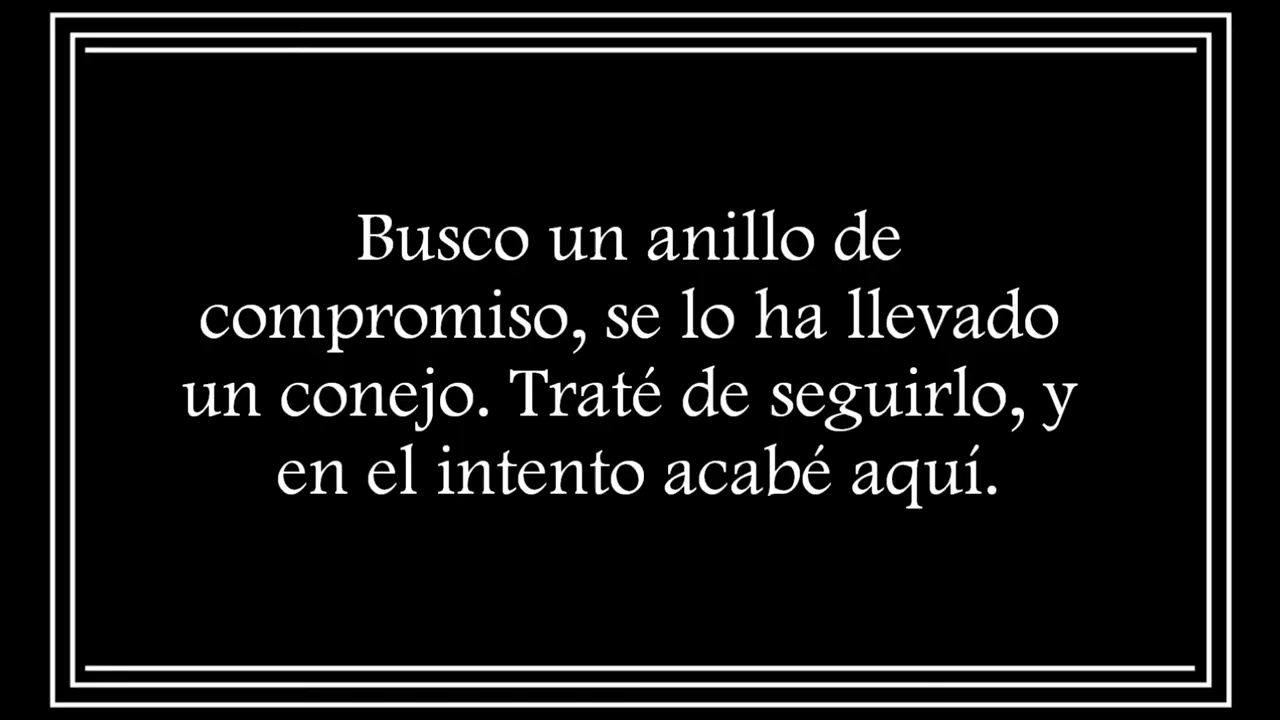 Busco un anillo de
compromiso, se lo ha llevado
un conejo. Traté de seguirlo, y
en el intento acabé aquí.